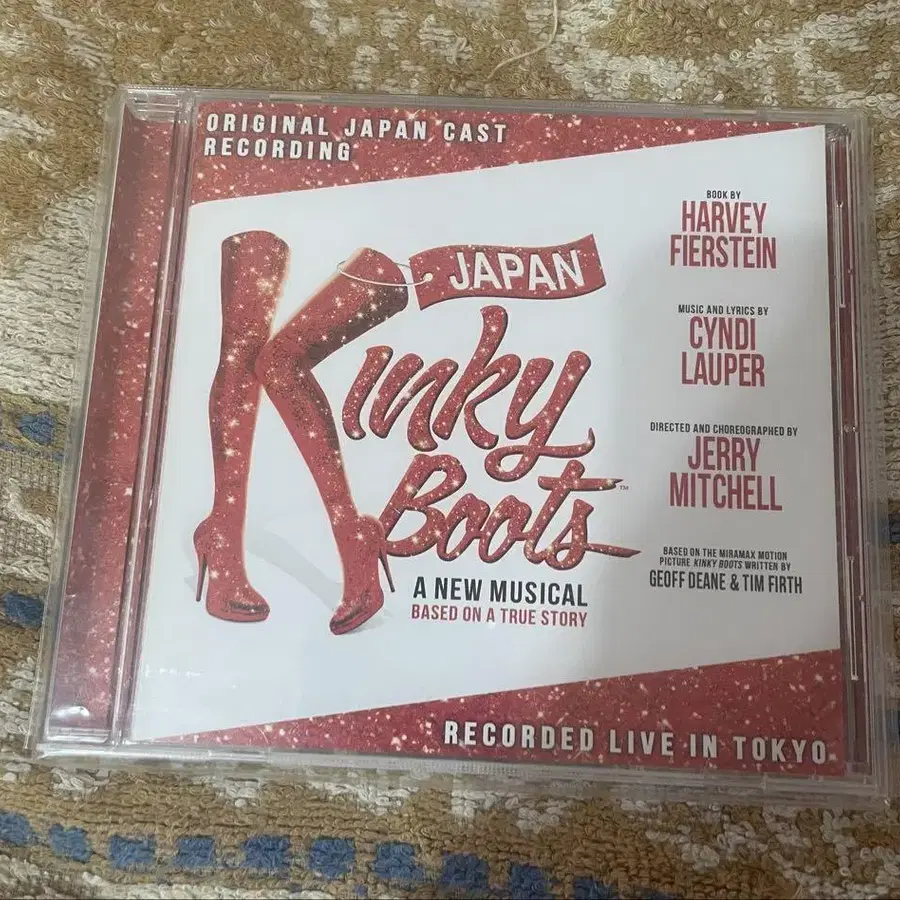 ORIGINAL JAPAN CAST
RECORDING
JAPAN
Kinky
Boots™
A NEW MUSICAL
BASED ON A TRUE STORY
BOOK BY
HARVEY
FIERSTEIN
MUSIC AND LYRICS BY
CYNDI
LAUPER
DIRECTED AND CHOREOGRAPHED BY
JERRY
MITCHELL
BASED ON THE MIRAMAX MOTION
PICTURE KINKY BOOTS WRITTEN BY
GEOFF DEANE & TIM FIRTH
RECORDED LIVE IN TOKYO